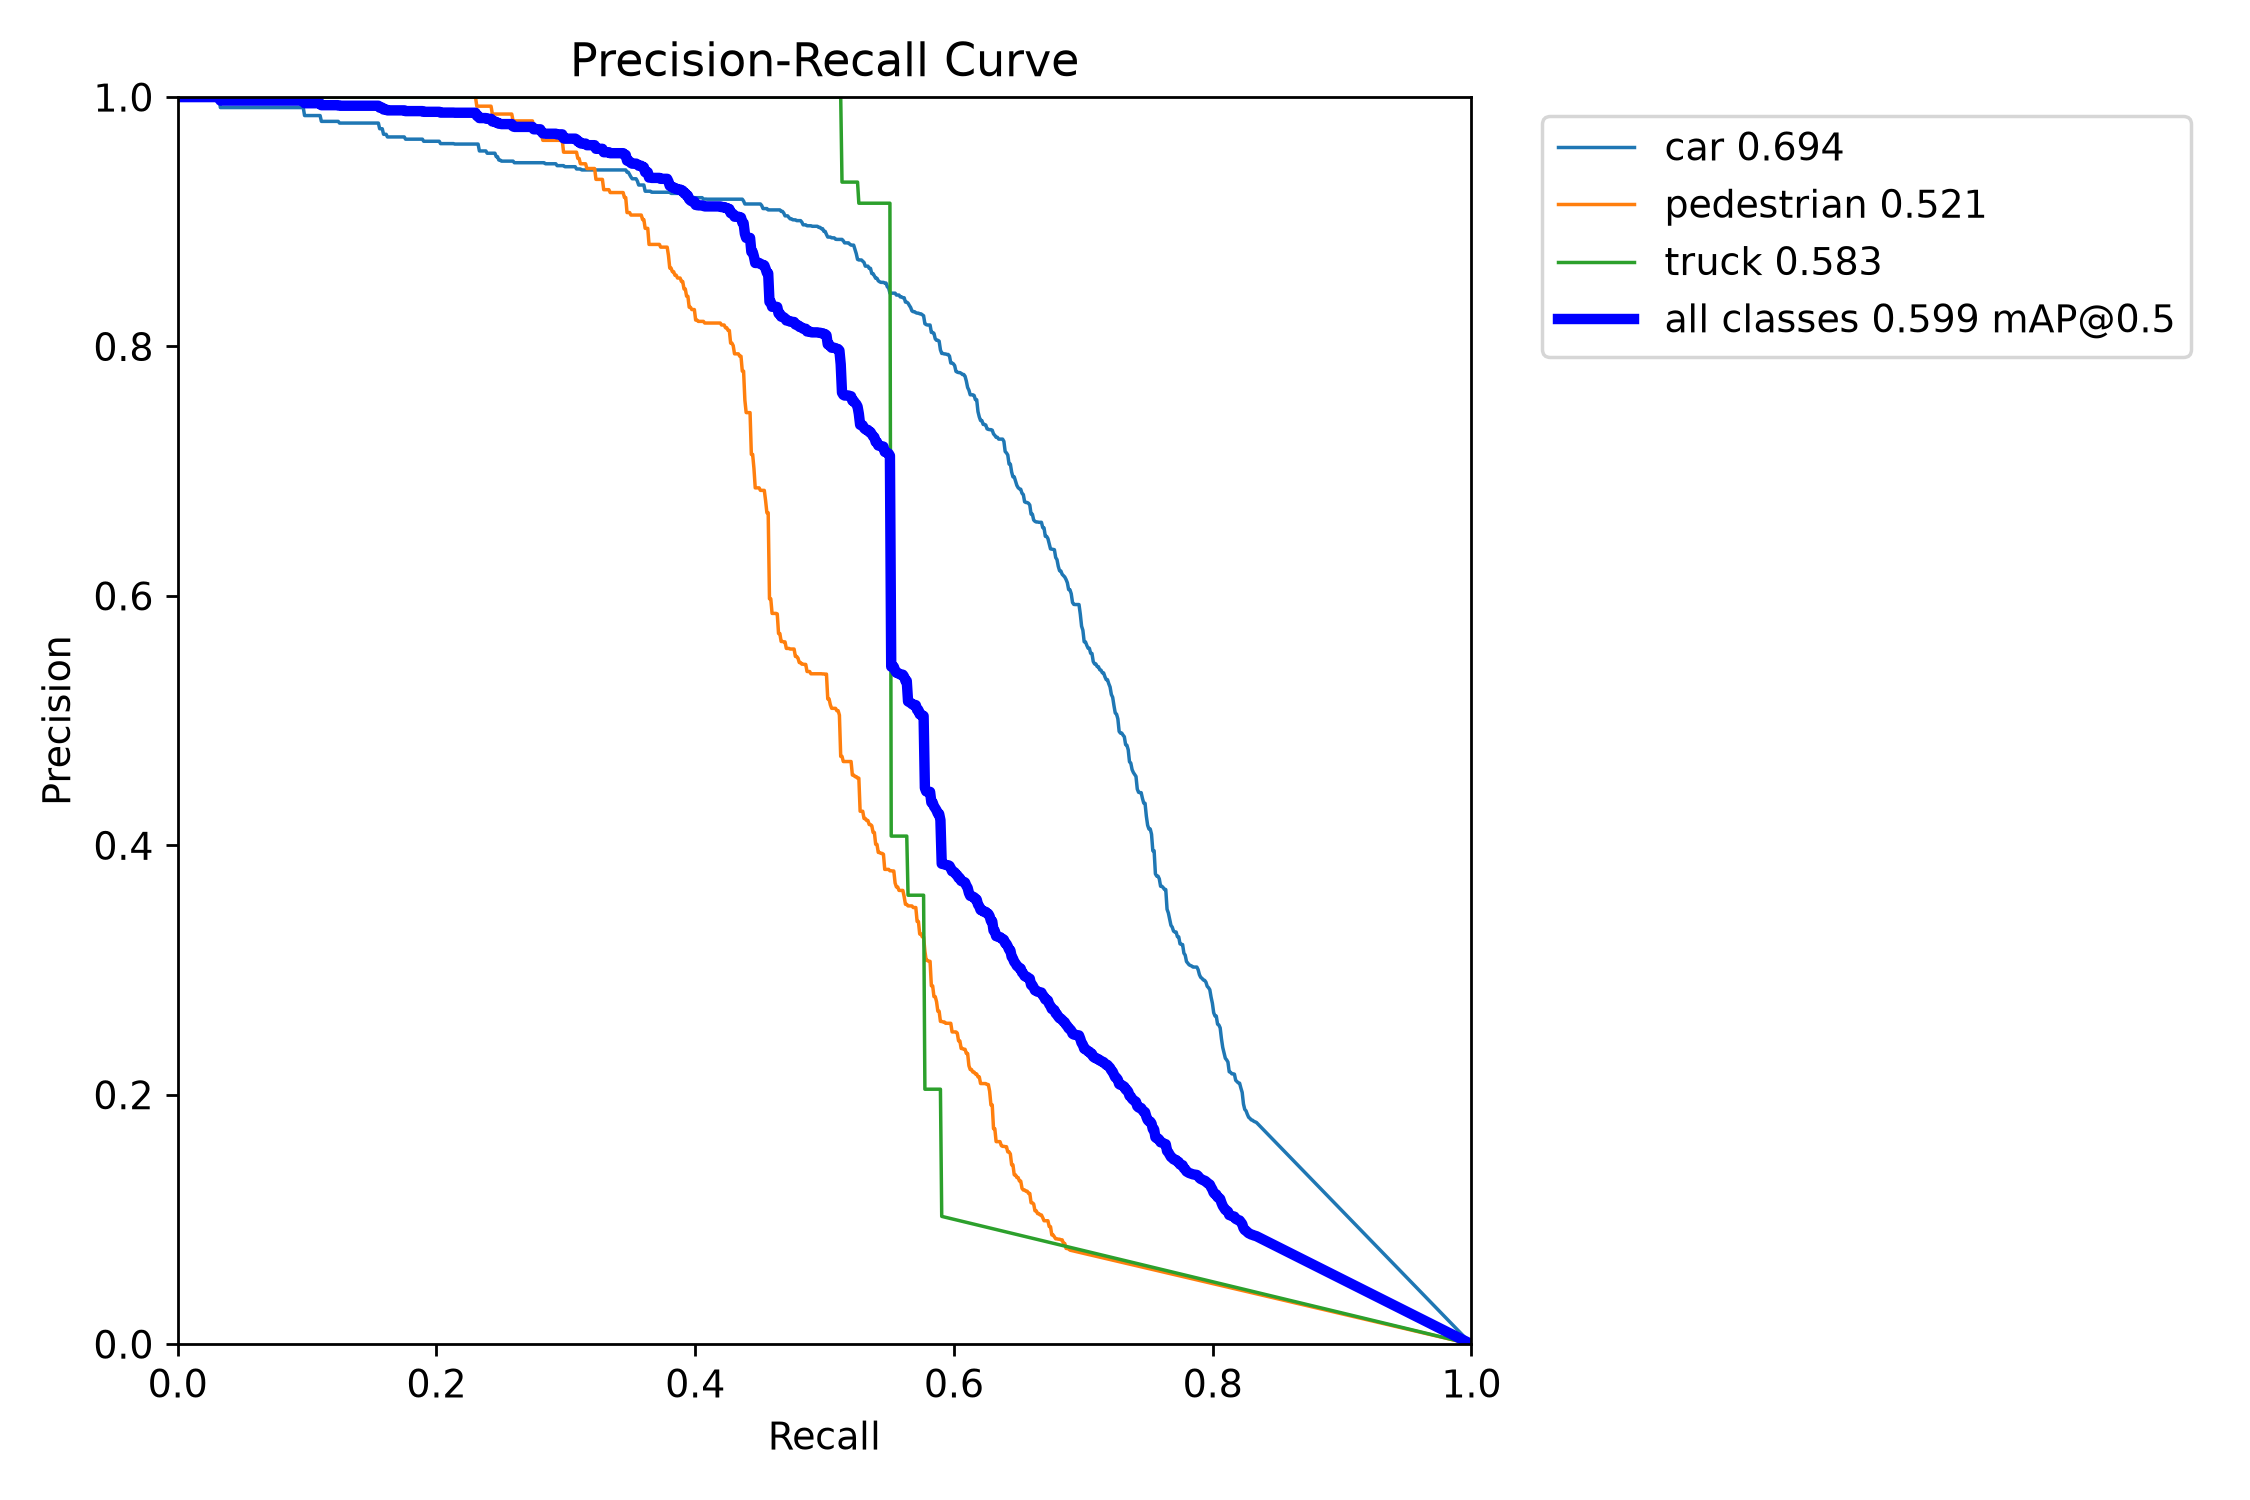 Precision-Recall Curve
1.0
0.8
0.6
0.4
0.2
0.0
Precision
0.0 0.2 0.4 0.6 0.8 1.0
Recall
car 0.694
pedestrian 0.521
truck 0.583
all classes 0.599 mAP@0.5